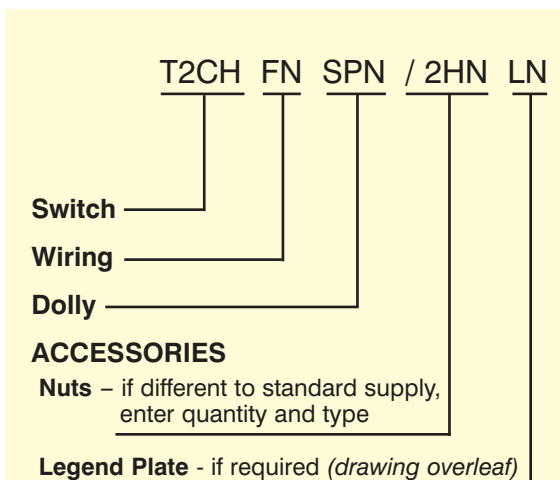 T2CH FN SPN / 2HN LN
Switch
Wiring
Dolly
ACCESSORIES
Nuts – if different to standard supply,
enter quantity and type
Legend Plate - if required (drawing overleaf)